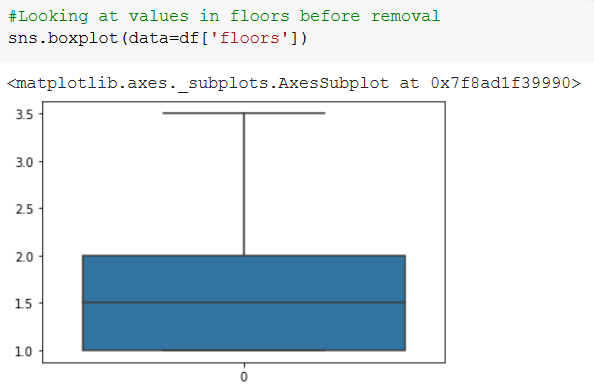 #Looking at values in floors before removal
sns.boxplot(data=df['floors'])
<matplotlib.axes._subplots.AxesSubplot at 0x7f8ad1f39990>
3.5
3.0
2.5
2.0
1.5
1.0
0